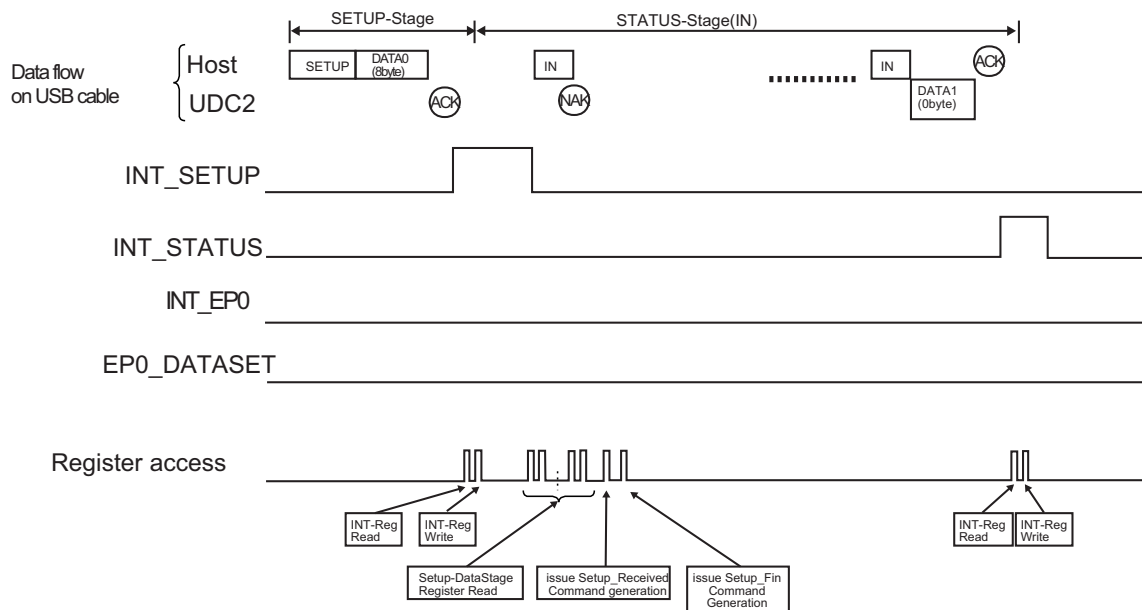 SETUP-Stage
STATUS-Stage(IN)
Data flow
on USB cable
Host
UDC2
SETUP
DATA0
(8byte)
ACK
IN
NAK
IN
DATA1
(0byte)
ACK
INT_SETUP
INT_STATUS
INT_EP0
EP0_DATASET
Register access
INT-Reg
Read
INT-Reg
Write
INT-Reg
Read
INT-Reg
Write
Setup-DataStage
Register Read
issue Setup_Received
Command generation
issue Setup_Fin
Command
Generation